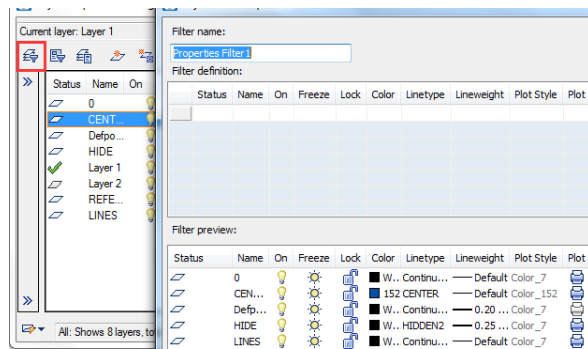 Current layer: Layer 1
Status Name On
0
CENT...
Defpo...
HIDE
Layer 1
Layer 2
REFE...
LINES
All: Shows 8 layers, to
Filter name:
Properties Filter1
Filter definition:
Status Name On Freeze Lock Color Linetype Lineweight Plot Style Plot
Filter preview:
Status Name On Freeze Lock Color Linetype Lineweight Plot Style Plot
0 W... Continu... Default Color_7
CEN... 152 CENTER Default Color_152
Defp... W... Continu... 0.20 ... Color_7
HIDE W... HIDDEN2 0.25 ... Color_7
LINES W... Continu... Default Color_7